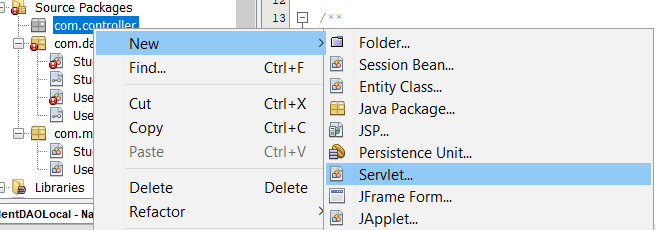 Source Packages
com.controller
com.da
Stu
Stu
Use
Use
com.m
Stu
Use
Libraries
lentDAOLocal - Na
12
13
/**
New
Find... Ctrl+F
Cut Ctrl+X
Copy Ctrl+C
Paste Ctrl+V
Delete Delete
Refactor
Folder...
Session Bean...
Entity Class...
Java Package...
JSP...
Persistence Unit...
Servlet...
JFrame Form...
JApplet...